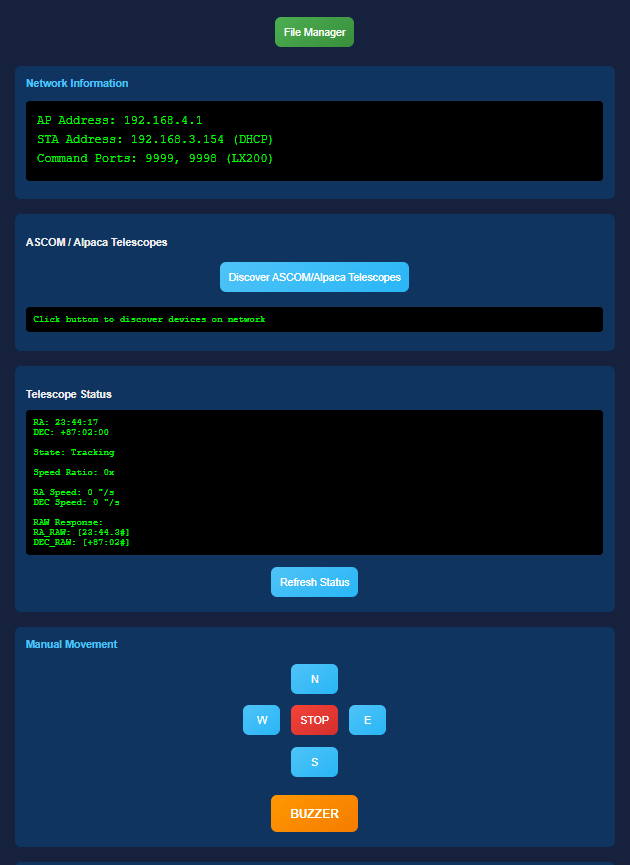 File Manager
Network Information
AP Address: 192.168.4.1
STA Address: 192.168.3.154 (DHCP)
Command Ports: 9999, 9998 (LX200)
ASCOM / Alpaca Telescopes
Discover ASCOM/Alpaca Telescopes
Click button to discover devices on network
Telescope Status
RA: 23:44:17
DEC: +87:02:00
State: Tracking
Speed Ratio: 0x
RA Speed: 0 "/s
DEC Speed: 0 "/s
RAW Response:
RA_RAW: [23:44.3#]
DEC_RAW: [+87:02#]
Refresh Status
Manual Movement
N
W STOP E
S
BUZZER